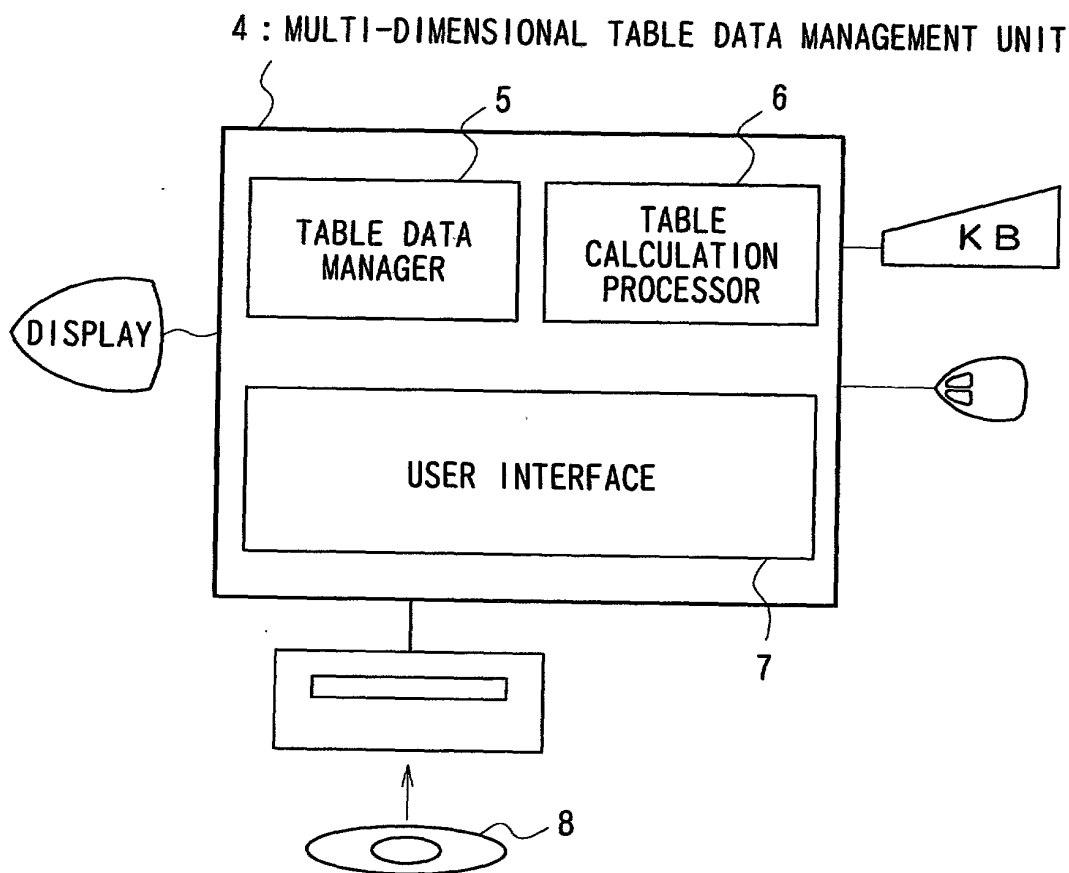 4 : MULTI-DIMENSIONAL TABLE DATA MANAGEMENT UNIT
5
6
TABLE DATA
MANAGER
TABLE
CALCULATION
PROCESSOR
KB
DISPLAY
USER INTERFACE
7
8